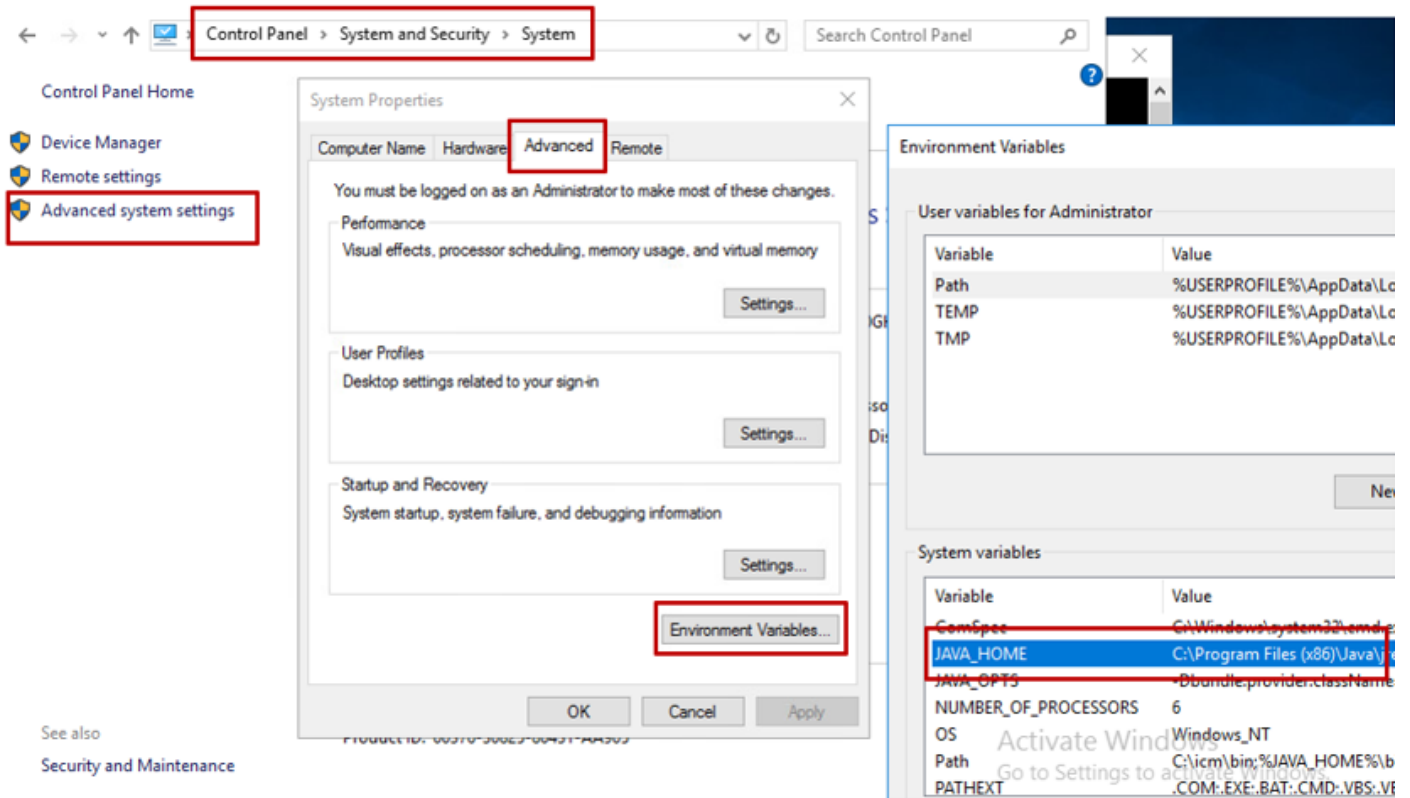 Control Panel > System and Security > System
Search Control Panel
Control Panel Home
Device Manager
Remote settings
Advanced system settings
See also
Security and Maintenance
System Properties
Computer Name Hardware Advanced Remote
You must be logged on as an Administrator to make most of these changes.
Performance
Visual effects, processor scheduling, memory usage, and virtual memory
Settings...
User Profiles
Desktop settings related to your sign-in
Settings...
Startup and Recovery
System startup, system failure, and debugging information
Settings...
Environment Variables...
OK Cancel Apply
Environment Variables
User variables for Administrator
Variable Value
Path %USERPROFILE%\AppData\Lo
TEMP %USERPROFILE%\AppData\Lo
TMP %USERPROFILE%\AppData\Lo
Ne
System variables
Variable Value
ComSpec C:\Windows\system32\cmd.e
JAVA_HOME C:\Program Files (x86)\Java\jre
JAVA_OPTS -Dbundle.provider.className
NUMBER_OF_PROCESSORS 6
OS Windows_NT
Path C:\icm\bin;%JAVA_HOME%\b
PATHEXT .COM;.EXE;.BAT;.CMD;.VBS;.VE
Activate Windows
Go to Settings to activate Windows.